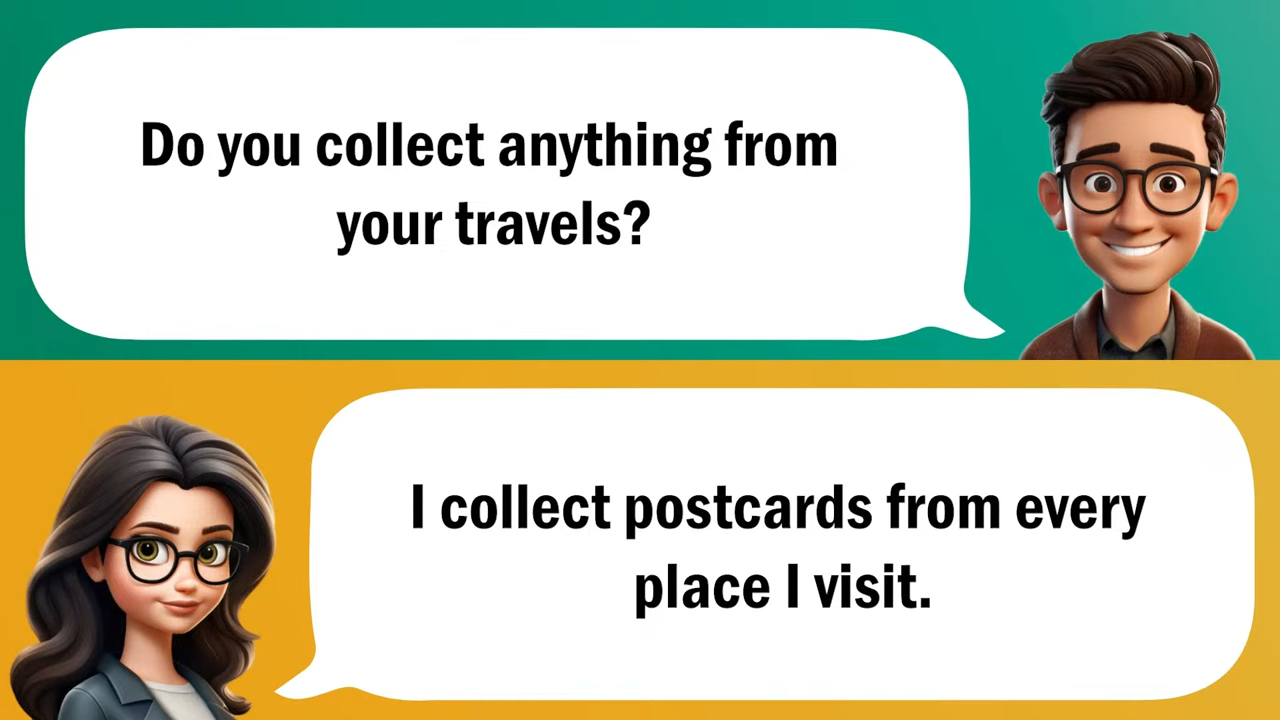 Do you collect anything from
your travels?
I collect postcards from every
place I visit.